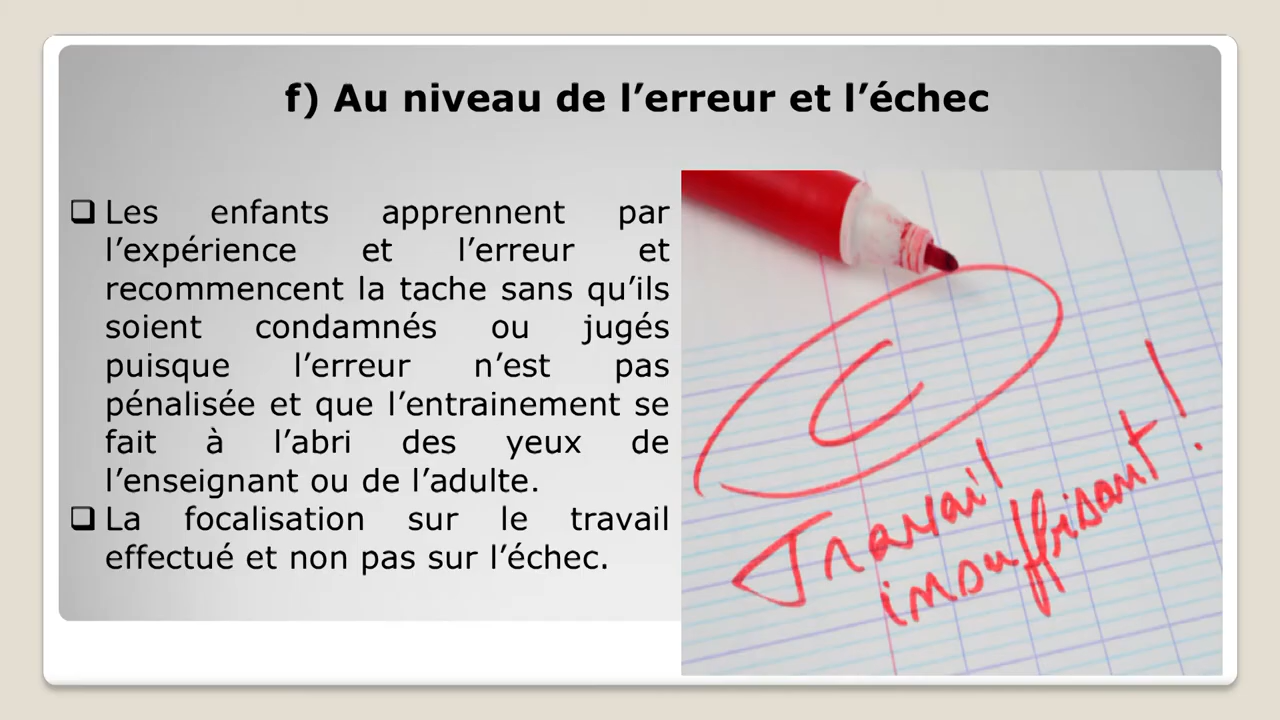 f) Au niveau de l’erreur et l’échec
❑ Les enfants apprennent par
l’expérience et l’erreur et
recommencent la tache sans qu’ils
soient condamnés ou jugés
puisque l’erreur n’est pas
pénalisée et que l’entrainement se
fait à l’abri des yeux de
l’enseignant ou de l’adulte.
❑ La focalisation sur le travail
effectué et non pas sur l’échec.
C
Travail
insuffisant !